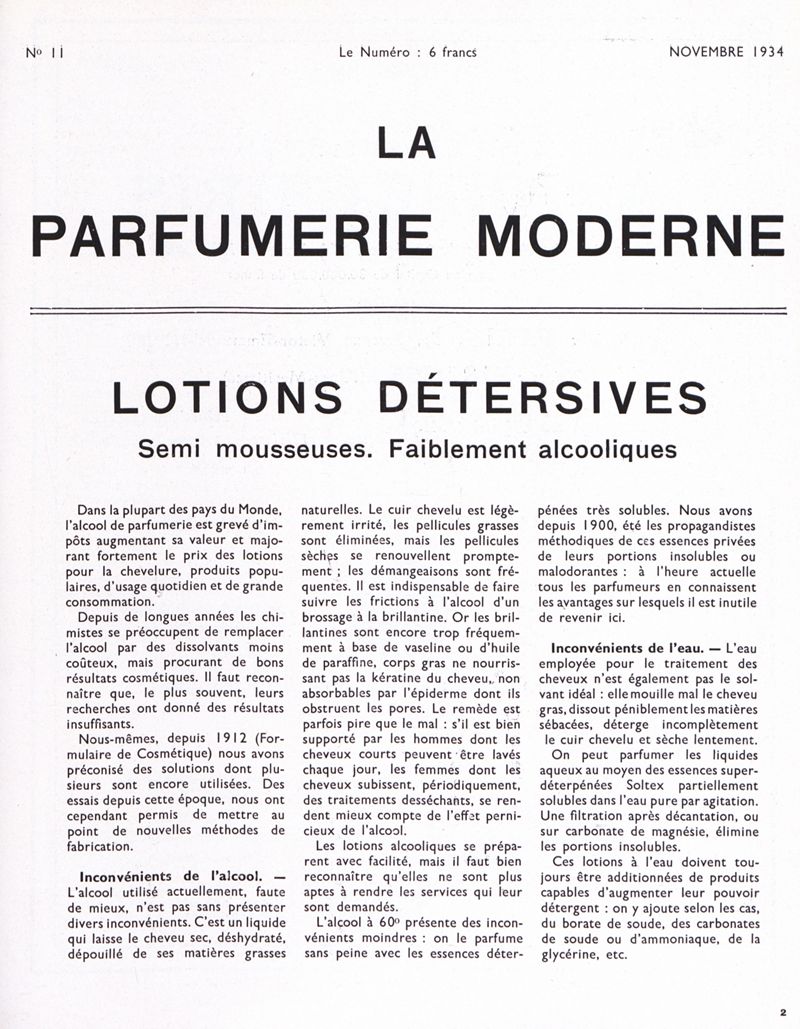 Nº 11
Le Numéro : 6 francs
NOVEMBRE 1934
LA
PARFUMERIE MODERNE
LOTIONS DÉTERSIVES
Semi mousseuses. Faiblement alcooliques
Dans la plupart des pays du Monde,
l'alcool de parfumerie est grevé d'im-
pôts augmentant sa valeur et majo-
rant fortement le prix des lotions
pour la chevelure, produits popu-
laires, d'usage quotidien et de grande
consommation.
Depuis de longues années les chi-
mistes se préoccupent de remplacer
l'alcool par des dissolvants moins
coûteux, mais procurant de bons
résultats cosmétiques. Il faut recon-
naître que, le plus souvent, leurs
recherches ont donné des résultats
insuffisants.
Nous-mêmes, depuis 1912 (For-
mulaire de Cosmétique) nous avons
préconisé des solutions dont plu-
sieurs sont encore utilisées. Des
essais depuis cette époque, nous ont
cependant permis de mettre au
point de nouvelles méthodes de
fabrication.
Inconvénients de l'alcool. —
L'alcool utilisé actuellement, faute
de mieux, n'est pas sans présenter
divers inconvénients. C'est un liquide
qui laisse le cheveu sec, déshydraté,
dépouillé de ses matières grasses
naturelles. Le cuir chevelu est légè-
rement irrité, les pellicules grasses
sont éliminées, mais les pellicules
sèches se renouvellent prompte-
ment ; les démangeaisons sont fré-
quentes. Il est indispensable de faire
suivre les frictions à l'alcool d'un
brossage à la brillantine. Or les bril-
lantines sont encore trop fréquem-
ment à base de vaseline ou d'huile
de paraffine, corps gras ne nourris-
sant pas la kératine du cheveu, non
absorbables par l'épiderme dont ils
obstruent les pores. Le remède est
parfois pire que le mal : s'il est bien
supporté par les hommes dont les
cheveux courts peuvent être lavés
chaque jour, les femmes dont les
cheveux subissent, périodiquement,
des traitements desséchants, se ren-
dent mieux compte de l'effet perni-
cieux de l'alcool.
Les lotions alcooliques se prépa-
rent avec facilité, mais il faut bien
reconnaître qu'elles ne sont plus
aptes à rendre les services qui leur
sont demandés.
L'alcool à 60º présente des incon-
vénients moindres : on le parfume
sans peine avec les essences déter-
pénées très solubles. Nous avons
depuis 1900, été les propagandistes
méthodiques de ces essences privées
de leurs portions insolubles ou
malodorantes : à l'heure actuelle
tous les parfumeurs en connaissent
les avantages sur lesquels il est inutile
de revenir ici.
Inconvénients de l'eau. — L'eau
employée pour le traitement des
cheveux n'est également pas le sol-
vant idéal : elle mouille mal le cheveu
gras, dissout péniblement les matières
sébacées, déterge incomplètement
le cuir chevelu et sèche lentement.
On peut parfumer les liquides
aqueux au moyen des essences super-
déterpénées Soltex partiellement
solubles dans l'eau pure par agitation.
Une filtration après décantation, ou
sur carbonate de magnésie, élimine
les portions insolubles.
Ces lotions à l'eau doivent tou-
jours être additionnées de produits
capables d'augmenter leur pouvoir
détergent : on y ajoute selon les cas,
du borate de soude, des carbonates
de soude ou d'ammoniaque, de la
glycérine, etc.
2